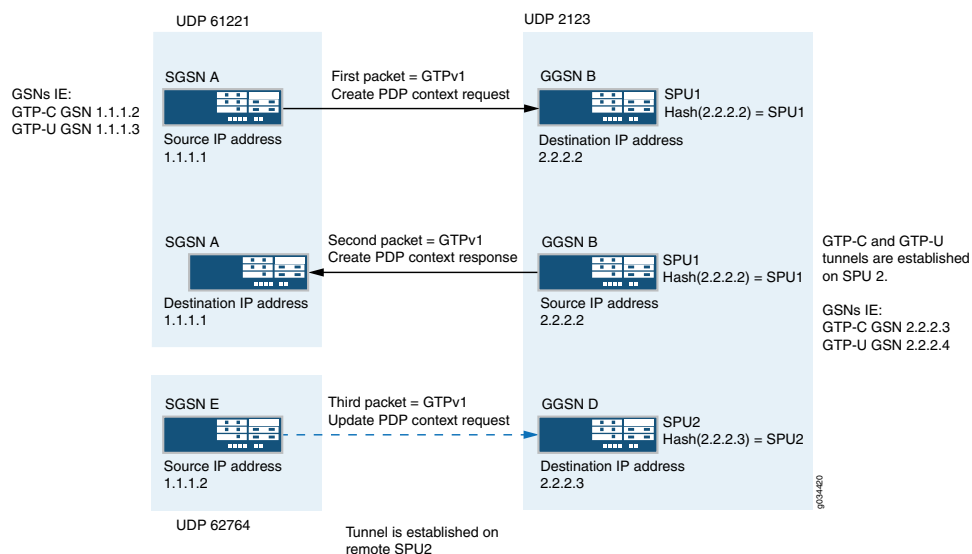 UDP 61221
UDP 2123
GSNs IE:
GTP-C GSN 1.1.1.2
GTP-U GSN 1.1.1.3
SGSN A
Source IP address
1.1.1.1
First packet = GTPv1
Create PDP context request
GGSN B
SPU1
Hash(2.2.2.2) = SPU1
Destination IP address
2.2.2.2
SGSN A
Destination IP address
1.1.1.1
Second packet = GTPv1
Create PDP context response
GGSN B
SPU1
Hash(2.2.2.2) = SPU1
Source IP address
2.2.2.2
GTP-C and GTP-U
tunnels are established
on SPU 2.
GSNs IE:
GTP-C GSN 2.2.2.3
GTP-U GSN 2.2.2.4
SGSN E
Source IP address
1.1.1.2
Third packet = GTPv1
Update PDP context request
GGSN D
SPU2
Hash(2.2.2.3) = SPU2
Destination IP address
2.2.2.3
UDP 62764
Tunnel is established on
remote SPU2
g034420